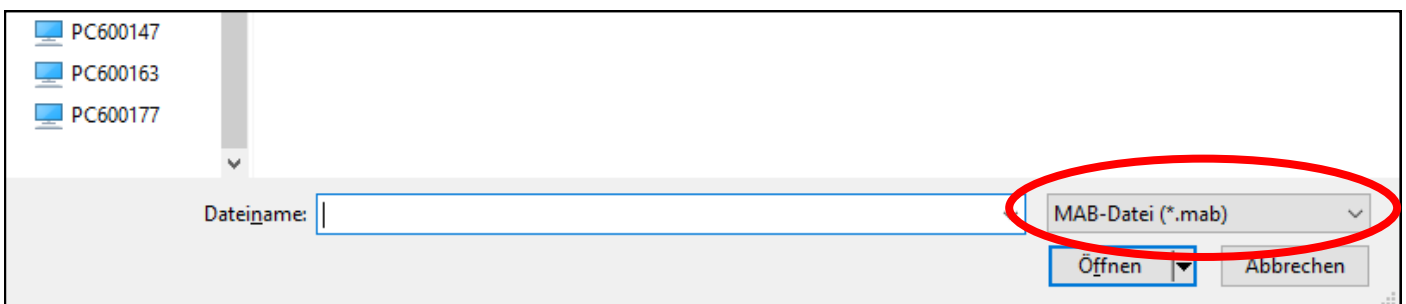 PC600147
PC600163
PC600177
Dateiname:
MAB-Datei (*.mab)
Öffnen
Abbrechen